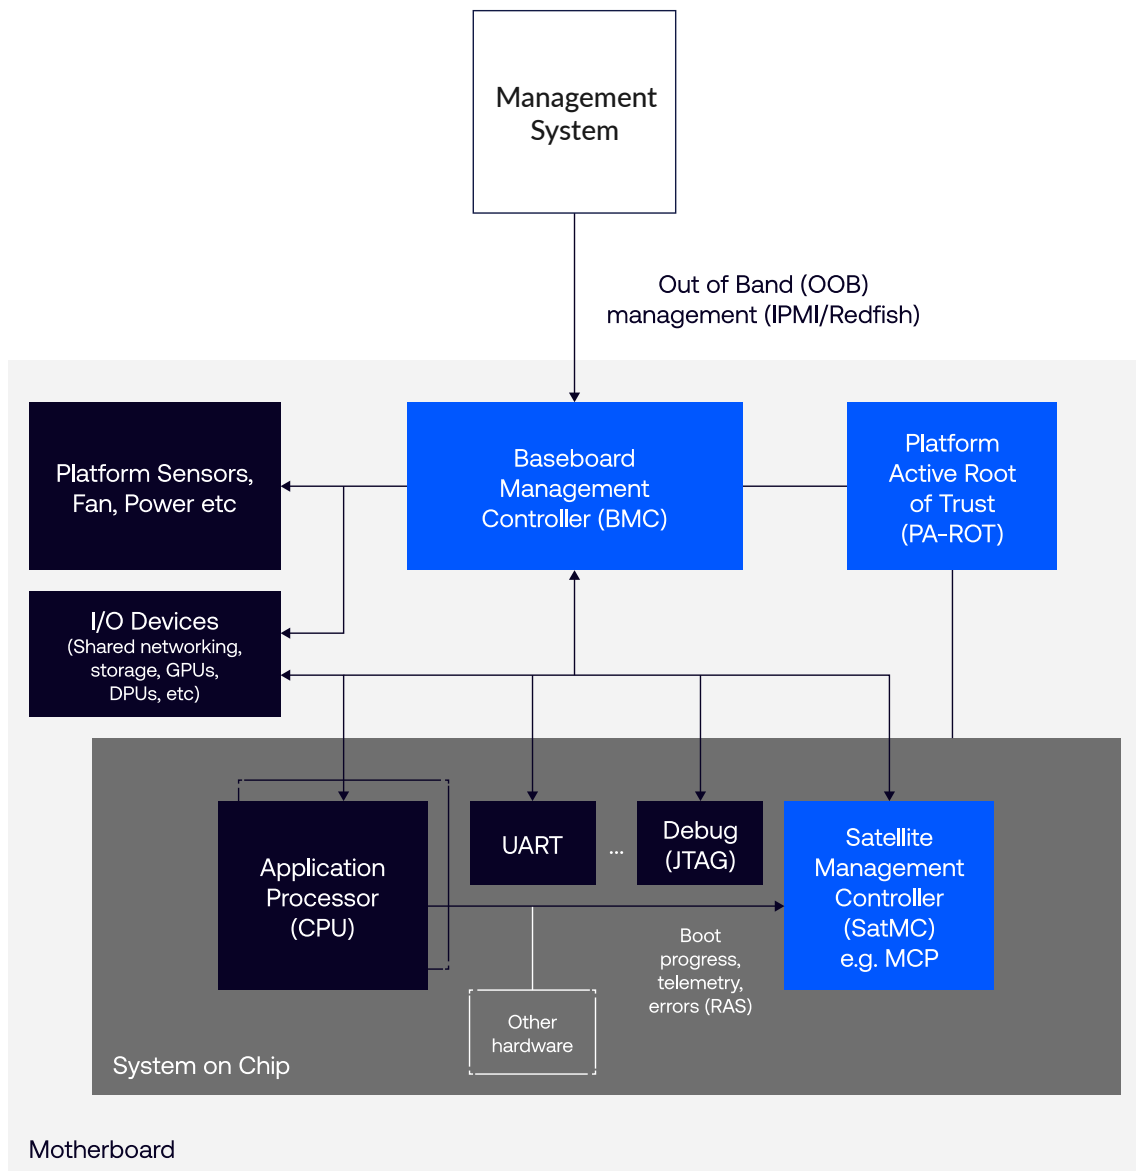 Management
System
Out of Band (OOB)
management (IPMI/Redfish)
Platform Sensors,
Fan, Power etc
Baseboard
Management
Controller (BMC)
Platform
Active Root
of Trust
(PA-ROT)
I/O Devices
(Shared networking,
storage, GPUs,
DPUs, etc)
Application
Processor
(CPU)
UART
...
Debug
(JTAG)
Satellite
Management
Controller
(SatMC)
e.g. MCP
Boot
progress,
telemetry,
errors (RAS)
Other
hardware
System on Chip
Motherboard